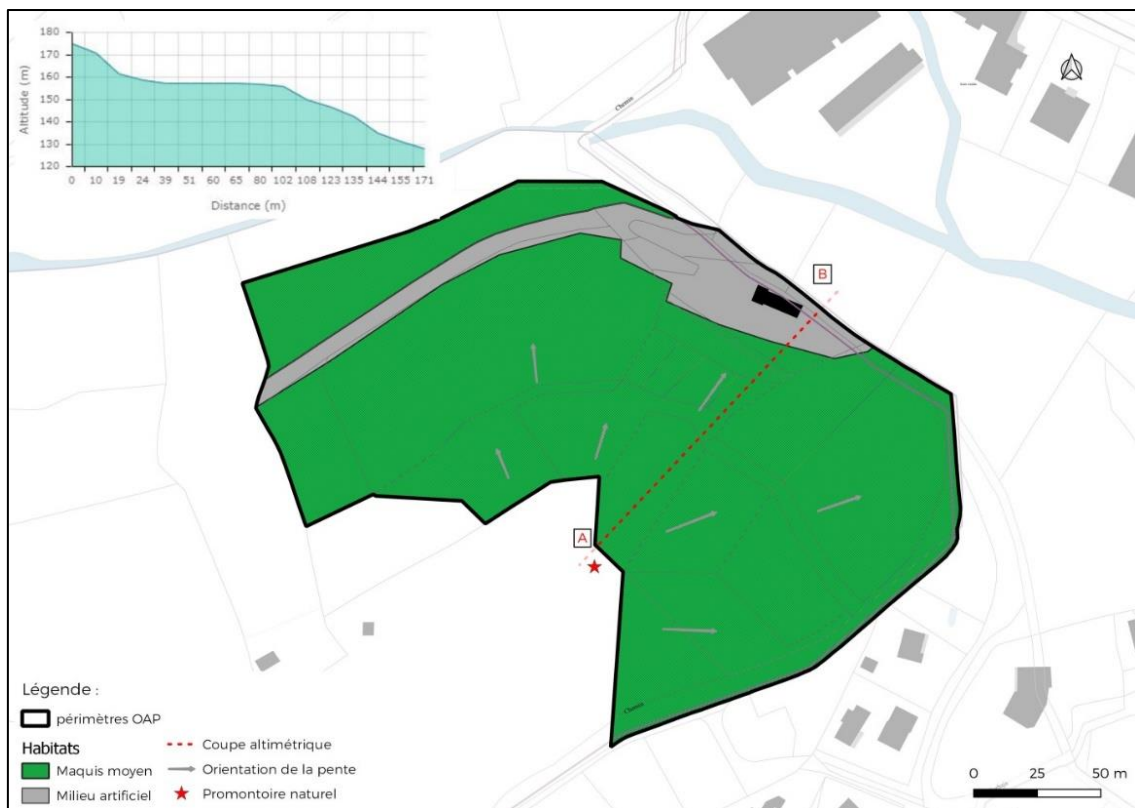 180
170
160
150
140
130
120
Altitude (m)
0 10 19 24 39 51 60 65 80 102 108 123 135 144 155 171
Distance (m)
Chemin
B
A
Chemin
Légende :
périmètres OAP
Habitats
Maquis moyen
Milieu artificiel
Coupe altimétrique
Orientation de la pente
Promontoire naturel
0 25 50 m